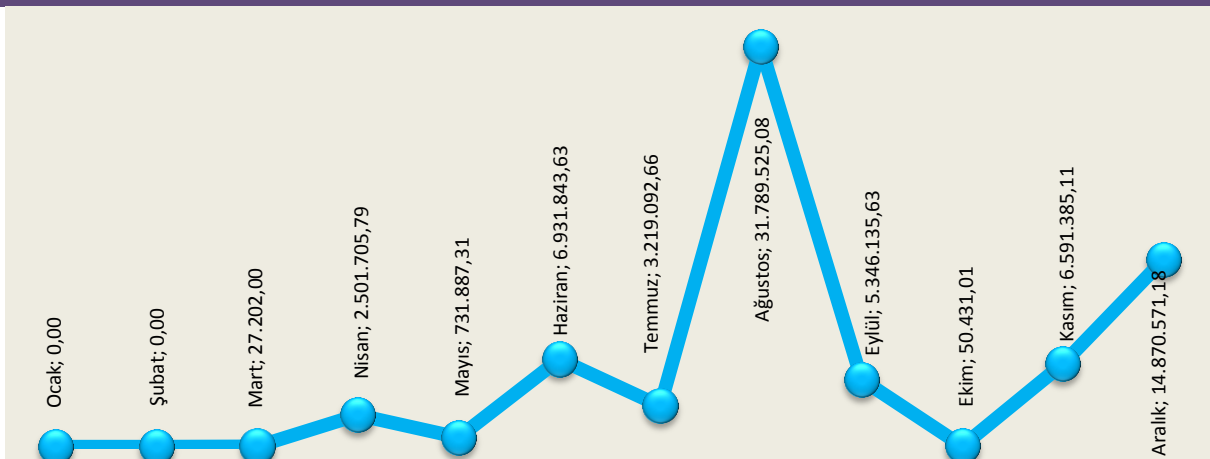 Ocak; 0,00
Şubat; 0,00
Mart; 27.202,00
Nisan; 2.501.705,79
Mayıs; 731.887,31
Haziran; 6.931.843,63
Temmuz; 3.219.092,66
Ağustos; 31.789.525,08
Eylül; 5.346.135,63
Ekim; 50.431,01
Kasım; 6.591.385,11
Aralık; 14.870.571,18